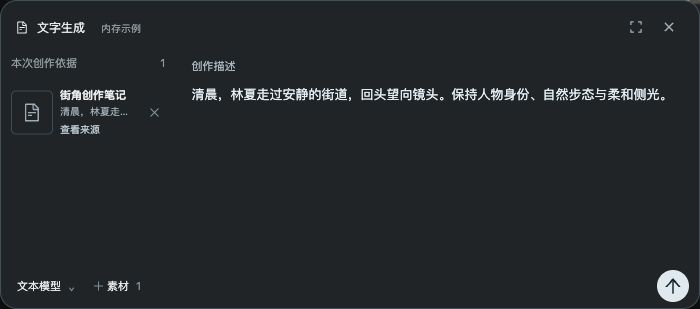 文字生成 内存示例
本次创作依据 1
街角创作笔记
清晨，林夏走...
查看来源
创作描述
清晨，林夏走过安静的街道，回头望向镜头。保持人物身份、自然步态与柔和侧光。
文本模型
素材 1